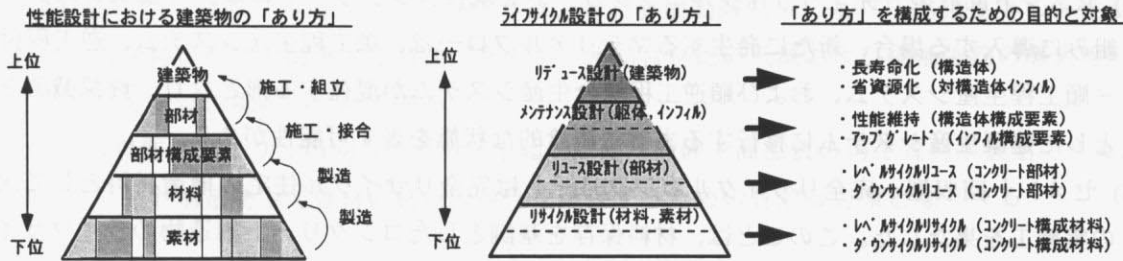 性能設計における建築物の「あり方」
上位
下位
建築物
部材
部材構成要素
材料
素材
施工・組立
施工・接合
製造
製造
ﾗｲﾌｻｲｸﾙ設計の「あり方」
上位
下位
ﾘﾃﾞｭｰｽ設計(建築物)
ﾒﾝﾃﾅﾝｽ設計(躯体,ｲﾝﾌｨﾙ)
ﾘﾕｰｽ設計(部材)
ﾘｻｲｸﾙ設計(材料,素材)
「あり方」を構成するための目的と対象
・長寿命化（構造体）
省資源化（対構造体ｲﾝﾌｨﾙ）
・性能維持（構造体構成要素）
ｱｯﾌﾟｸﾞﾚｰﾄﾞ（ｲﾝﾌｨﾙ構成要素）
・ﾚﾍﾞﾙｻｲｸﾙﾘﾕｰｽ（ｺﾝｸﾘｰﾄ部材）
・ﾀﾞｳﾝｻｲｸﾙﾘﾕｰｽ（ｺﾝｸﾘｰﾄ部材）
・ﾚﾍﾞﾙｻｲｸﾙﾘｻｲｸﾙ（ｺﾝｸﾘｰﾄ構成材料）
・ﾀﾞｳﾝｻｲｸﾙﾘｻｲｸﾙ（ｺﾝｸﾘｰﾄ構成材料）